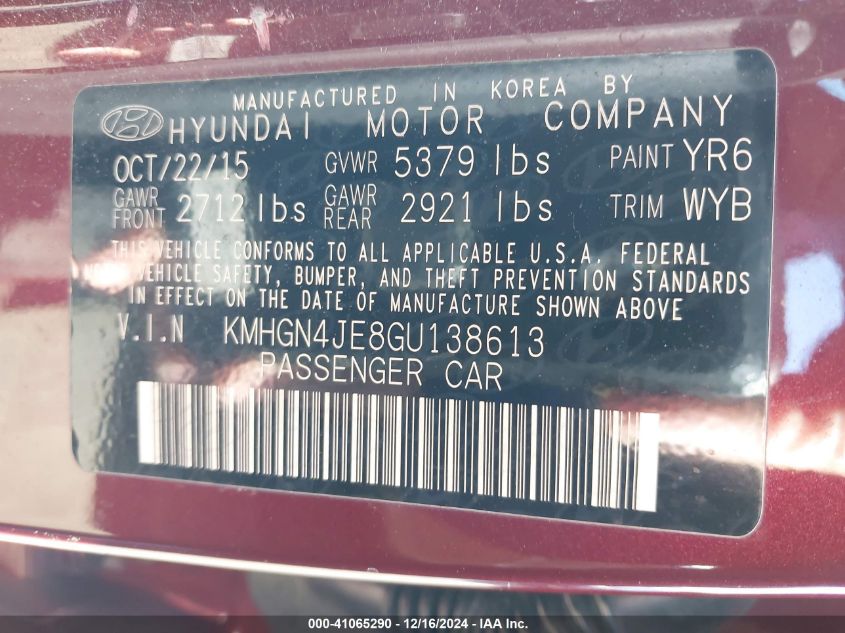 MANUFACTURED IN KOREA BY
HYUNDAI MOTOR COMPANY
OCT/22/15 GVWR 5379 lbs PAINT YR6
GAWR FRONT 2712 lbs GAWR REAR 2921 lbs TRIM WYB
THIS VEHICLE CONFORMS TO ALL APPLICABLE U.S.A. FEDERAL
VEHICLE SAFETY, BUMPER, AND THEFT PREVENTION STANDARDS
IN EFFECT ON THE DATE OF MANUFACTURE SHOWN ABOVE
V.I.N KMHGN4JE8GU138613
PASSENGER CAR
000-41065290 - 12/16/2024 - IAA Inc.